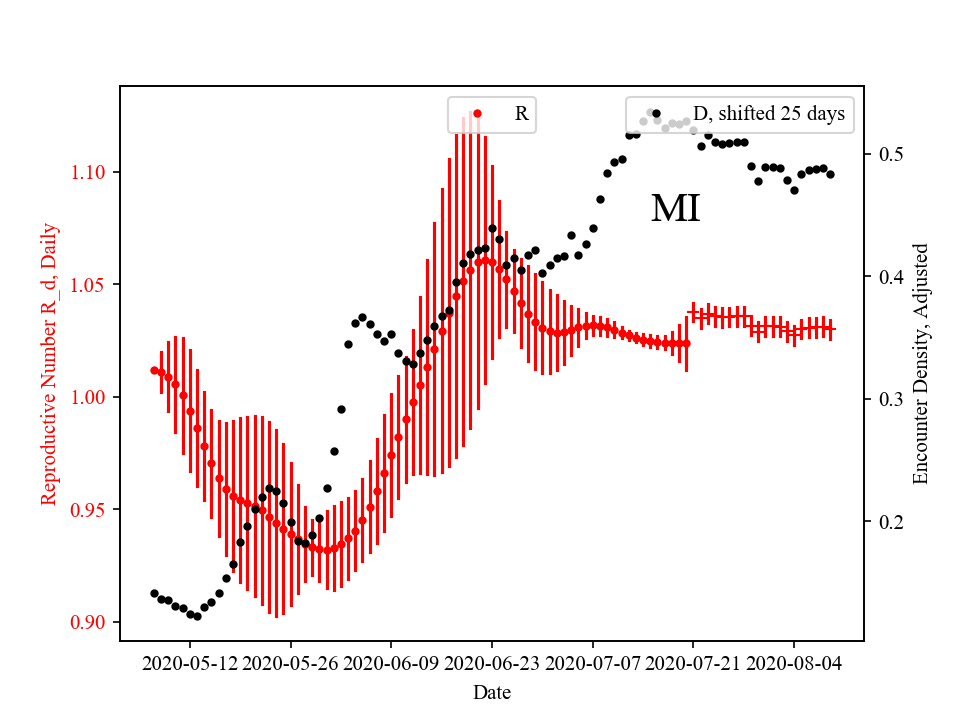 R
D, shifted 25 days
MI
Reproductive Number R_d, Daily
1.10
1.05
1.00
0.95
0.90
0.5
0.4
0.3
0.2
Encounter Density, Adjusted
2020-05-12 2020-05-26 2020-06-09 2020-06-23 2020-07-07 2020-07-21 2020-08-04
Date